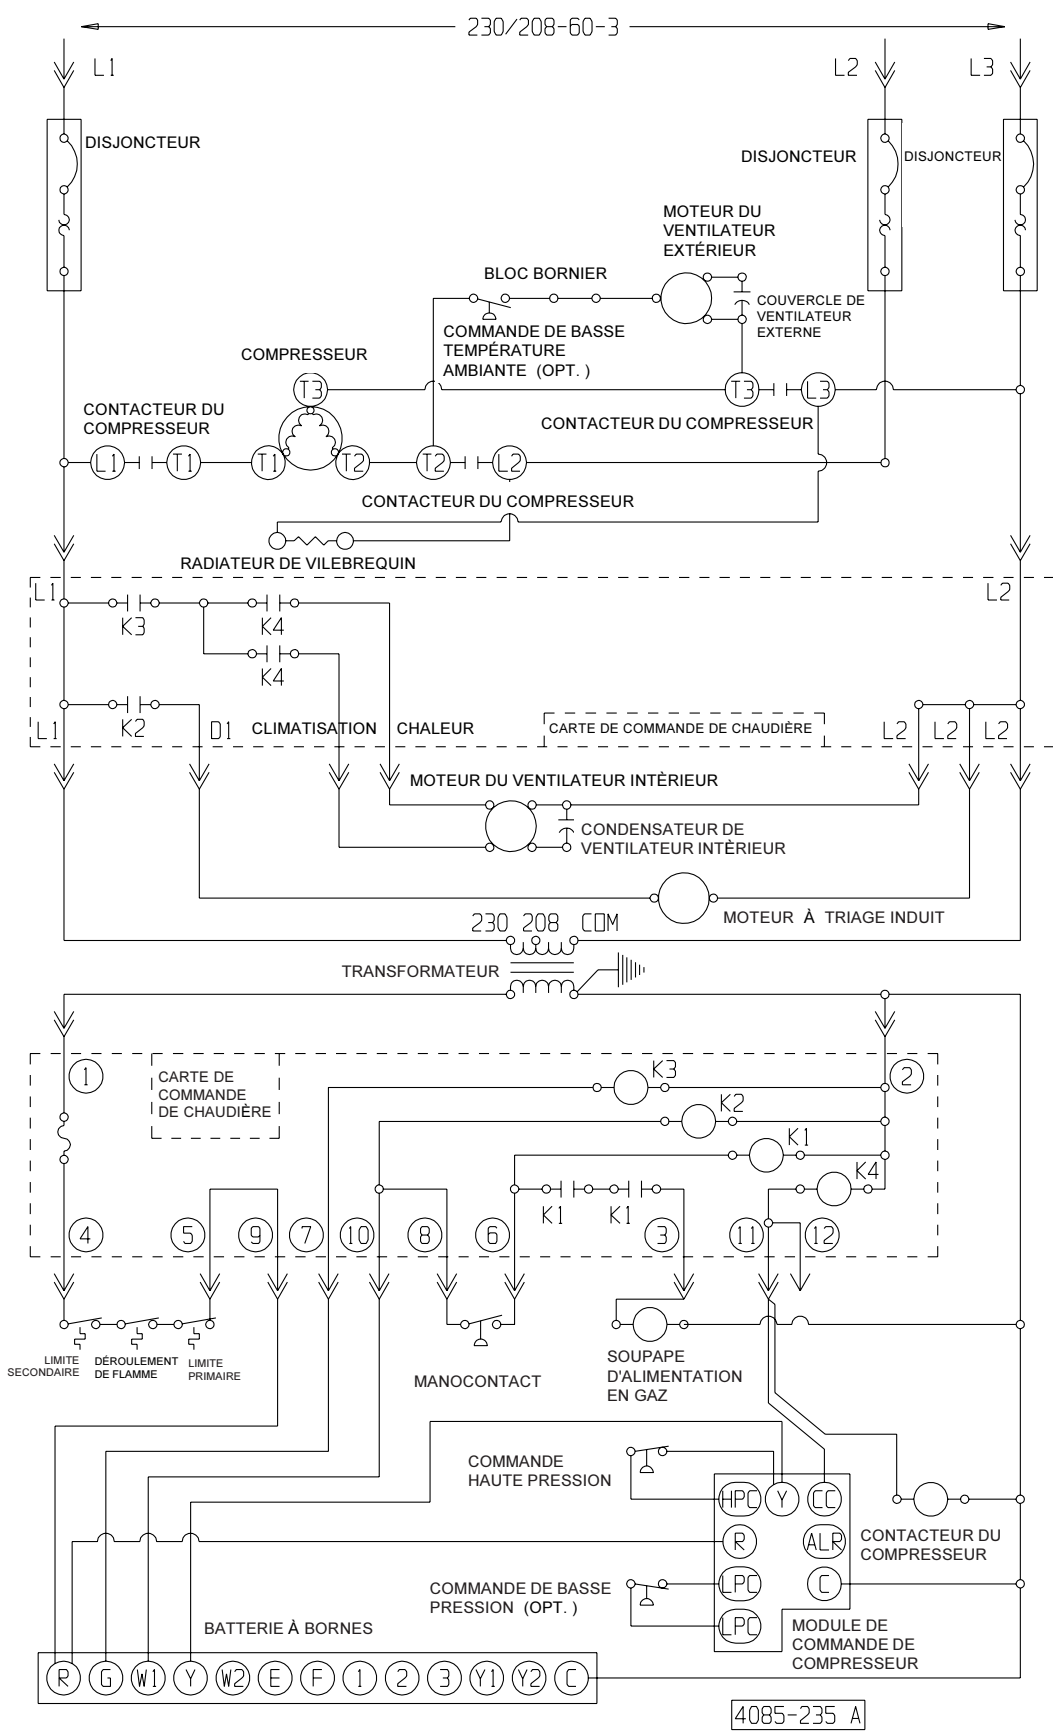 230/208-60-3
L1
L2
L3
DISJONCTEUR
DISJONCTEUR
DISJONCTEUR
MOTEUR DU
VENTILATEUR
EXTÉRIEUR
BLOC BORNIER
COUVERCLE DE
VENTILATEUR
EXTERNE
COMMANDE DE BASSE
TEMPÉRATURE
AMBIANTE (OPT. )
COMPRESSEUR
T3
T3
L3
CONTACTEUR DU
COMPRESSEUR
CONTACTEUR DU COMPRESSEUR
L1
T1
T1
T2
T2
L2
CONTACTEUR DU COMPRESSEUR
RADIATEUR DE VILEBREQUIN
L1
L2
K3
K4
K4
L1
K2
D1
CLIMATISATION
CHALEUR
CARTE DE COMMANDE DE CHAUDIÈRE
L2
L2
L2
MOTEUR DU VENTILATEUR INTÈRIEUR
CONDENSATEUR DE
VENTILATEUR INTÈRIEUR
MOTEUR À TRIAGE INDUIT
230 208 COM
TRANSFORMATEUR
1
CARTE DE
COMMANDE
DE CHAUDIÈRE
K3
2
K2
K1
K4
K1
K1
4
5
9
7
10
8
6
3
11
12
LIMITE
SECONDAIRE
DÉROULEMENT
DE FLAMME
LIMITE
PRIMAIRE
MANOCONTACT
SOUPAPE
D'ALIMENTATION
EN GAZ
COMMANDE
HAUTE PRESSION
HPC
Y
CC
R
ALR
LPC
C
LPC
CONTACTEUR DU
COMPRESSEUR
COMMANDE DE BASSE
PRESSION (OPT. )
MODULE DE
COMMANDE DE
COMPRESSEUR
BATTERIE À BORNES
R G W1 Y W2 E F 1 2 3 Y1 Y2 C
4085-235 A